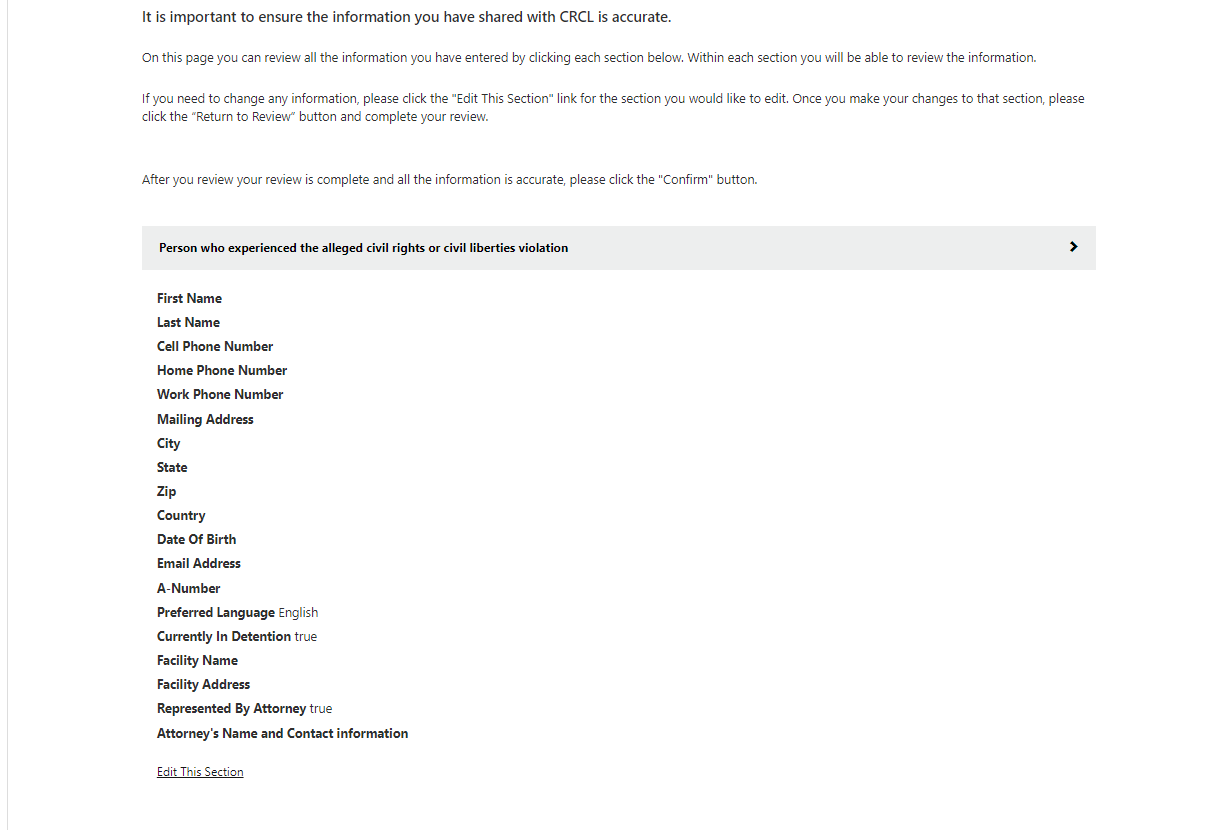 It is important to ensure the information you have shared with CRCL is accurate.
On this page you can review all the information you have entered by clicking each section below. Within each section you will be able to review the information.
If you need to change any information, please click the "Edit This Section" link for the section you would like to edit. Once you make your changes to that section, please
click the "Return to Review" button and complete your review.
After you review your review is complete and all the information is accurate, please click the "Confirm" button.
Person who experienced the alleged civil rights or civil liberties violation
First Name
Last Name
Cell Phone Number
Home Phone Number
Work Phone Number
Mailing Address
City
State
Zip
Country
Date Of Birth
Email Address
A-Number
Preferred Language English
Currently In Detention true
Facility Name
Facility Address
Represented By Attorney true
Attorney's Name and Contact information
Edit This Section